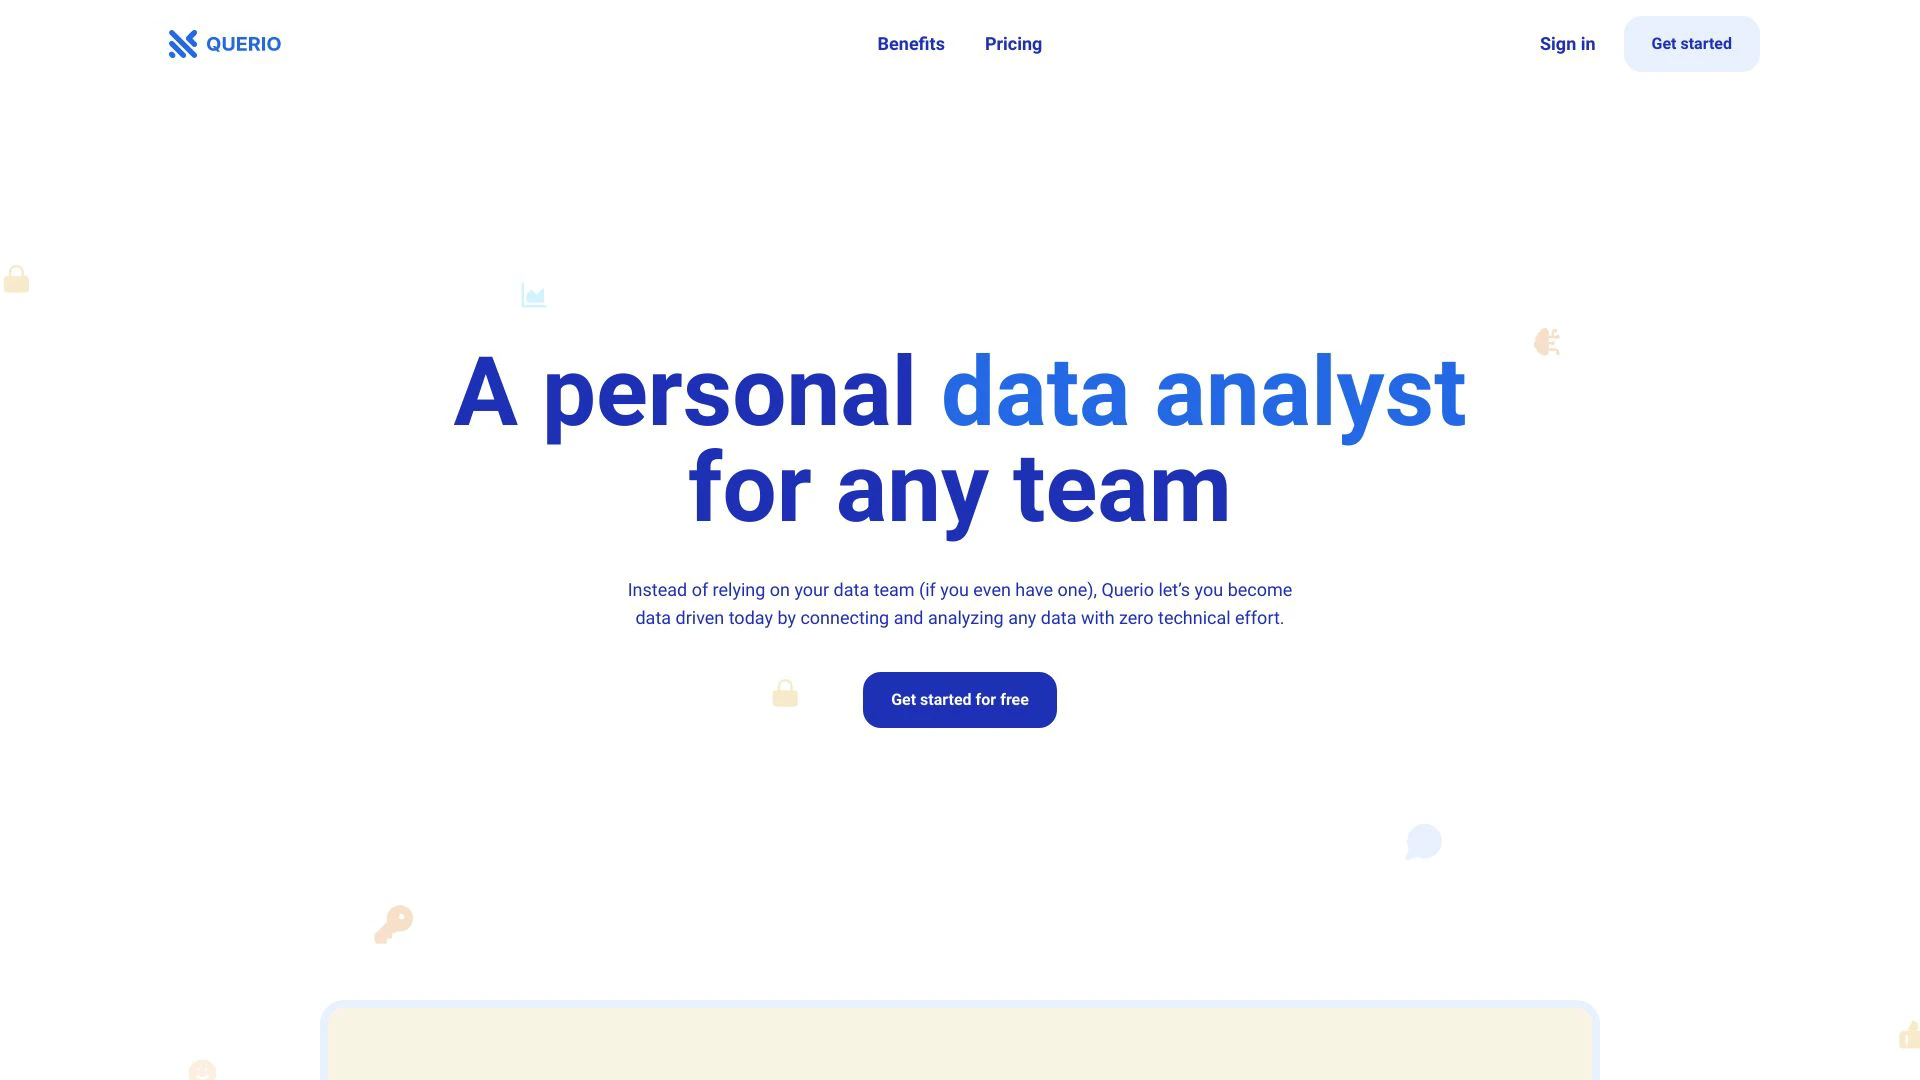 QUERIO
Benefits
Pricing
Sign in
Get started
A personal data analyst
for any team
Instead of relying on your data team (if you even have one), Querio let’s you become
data driven today by connecting and analyzing any data with zero technical effort.
Get started for free